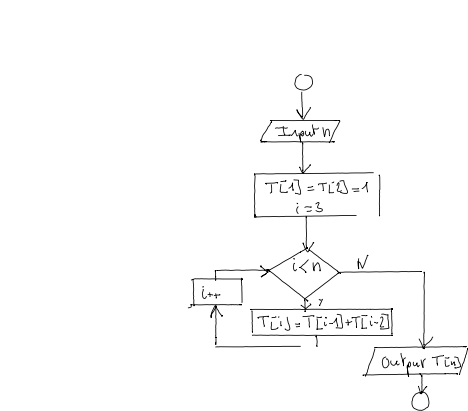 Input n
T[1] = T[2] = 1
i = 3
i < n
N
i++
Y
T[i] = T[i-1] + T[i-2]
Output T[n]